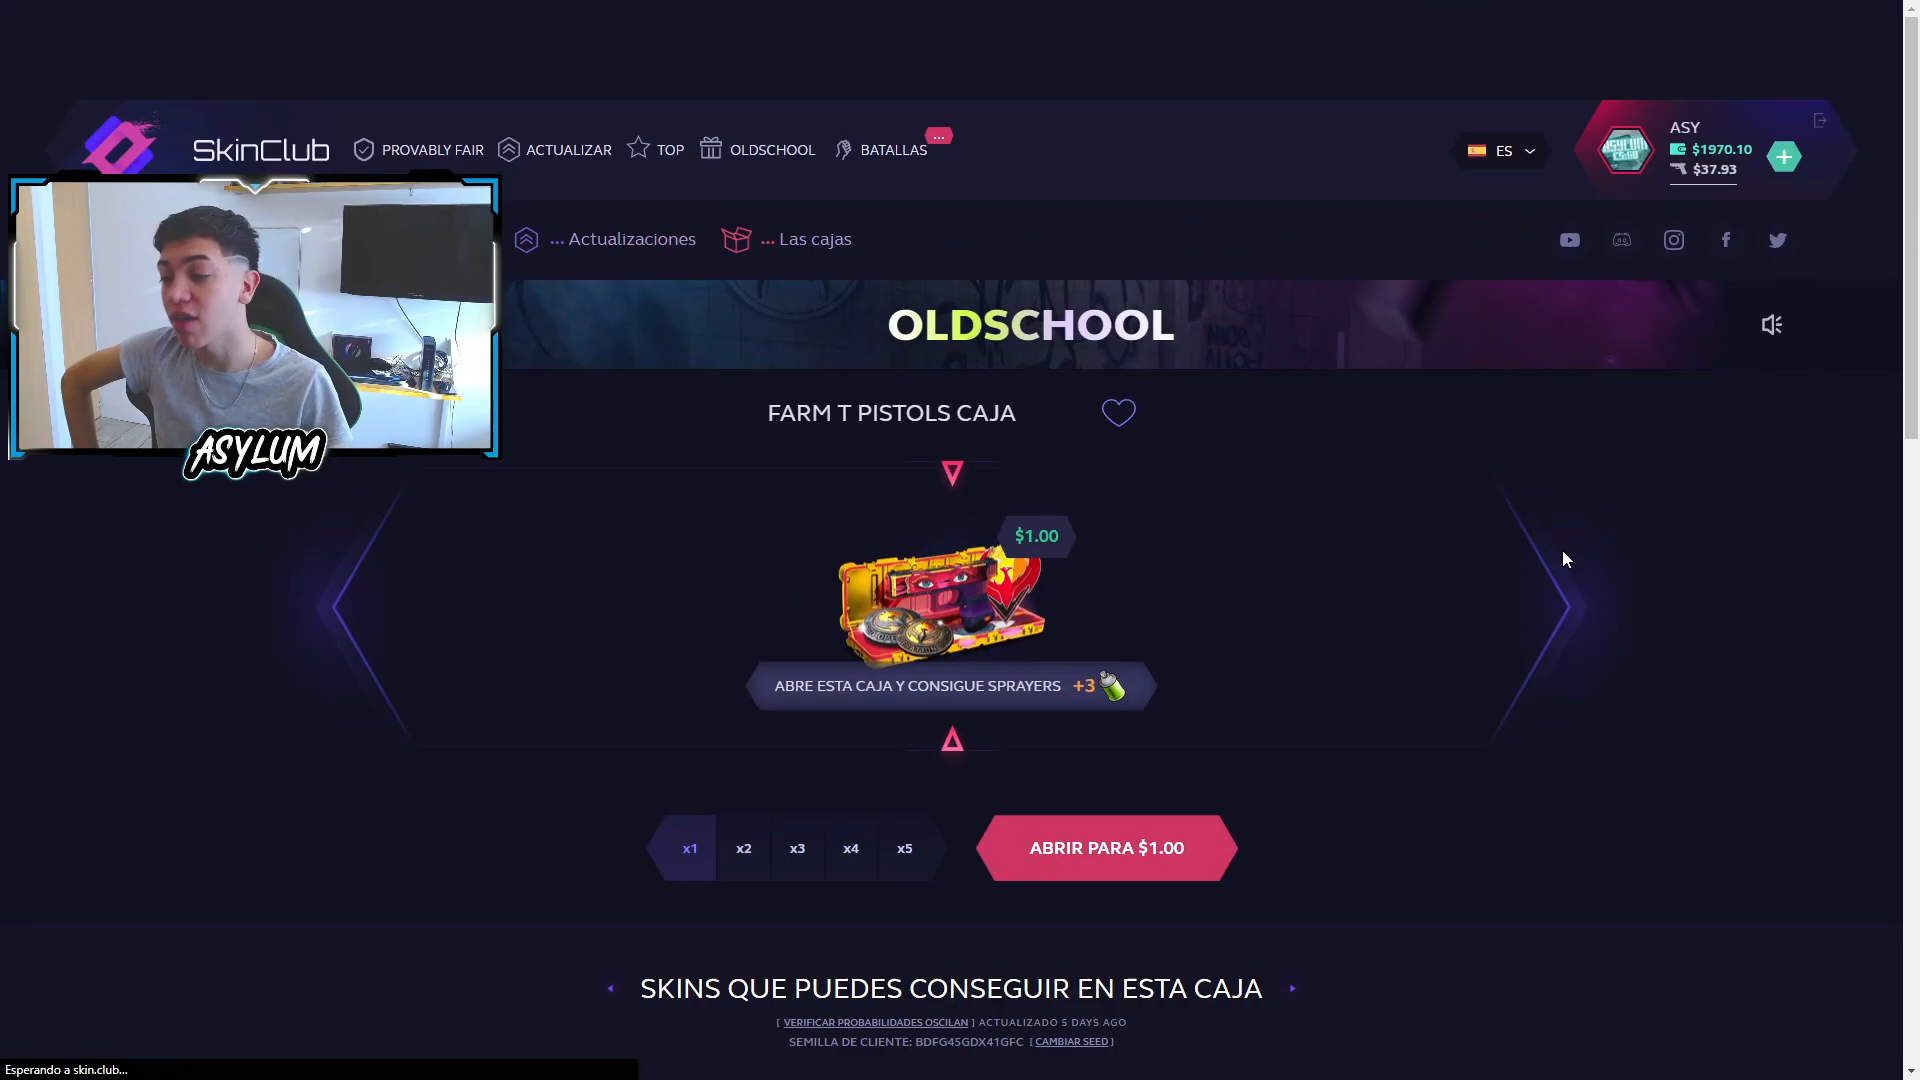 SkinClub
PROVABLY FAIR
ACTUALIZAR
TOP
OLDSCHOOL
BATALLAS
...
ES
ASY
$1970.10
$37.93
... Actualizaciones
... Las cajas
OLDSCHOOL
ASYLUM
FARM T PISTOLS CAJA
$1.00
ABRE ESTA CAJA Y CONSIGUE SPRAYERS +3
x1 x2 x3 x4 x5
ABRIR PARA $1.00
SKINS QUE PUEDES CONSEGUIR EN ESTA CAJA
[ VERIFICAR PROBABILIDADES OSCILAN ] ACTUALIZADO 5 DAYS AGO
SEMILLA DE CLIENTE: BDFG45GDX41GFC [ CAMBIAR SEED ]
Esperando a skin.club...